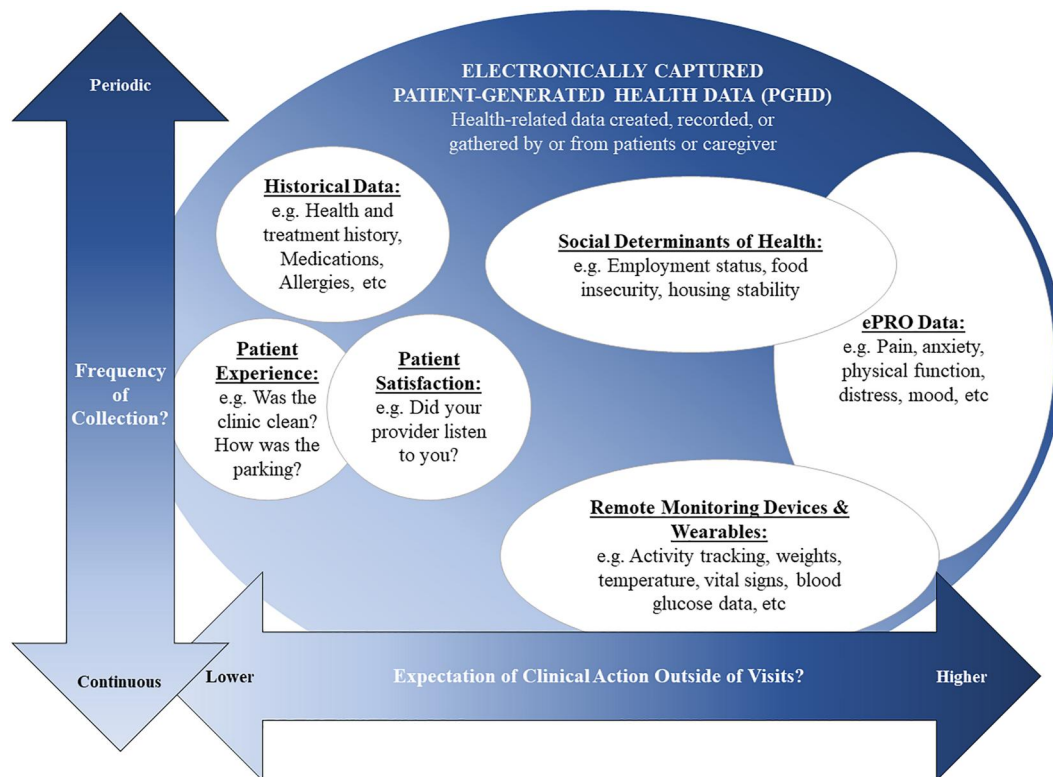 Periodic
Frequency
of
Collection?
Continuous
ELECTRONICALLY CAPTURED
PATIENT-GENERATED HEALTH DATA (PGHD)
Health-related data created, recorded, or
gathered by or from patients or caregiver
Historical Data:
e.g. Health and
treatment history,
Medications,
Allergies, etc
Social Determinants of Health:
e.g. Employment status, food
insecurity, housing stability
ePRO Data:
e.g. Pain, anxiety,
physical function,
distress, mood, etc
Patient
Experience:
e.g. Was the
clinic clean?
How was the
parking?
Patient
Satisfaction:
e.g. Did your
provider listen
to you?
Remote Monitoring Devices &
Wearables:
e.g. Activity tracking, weights,
temperature, vital signs, blood
glucose data, etc
Lower
Expectation of Clinical Action Outside of Visits?
Higher